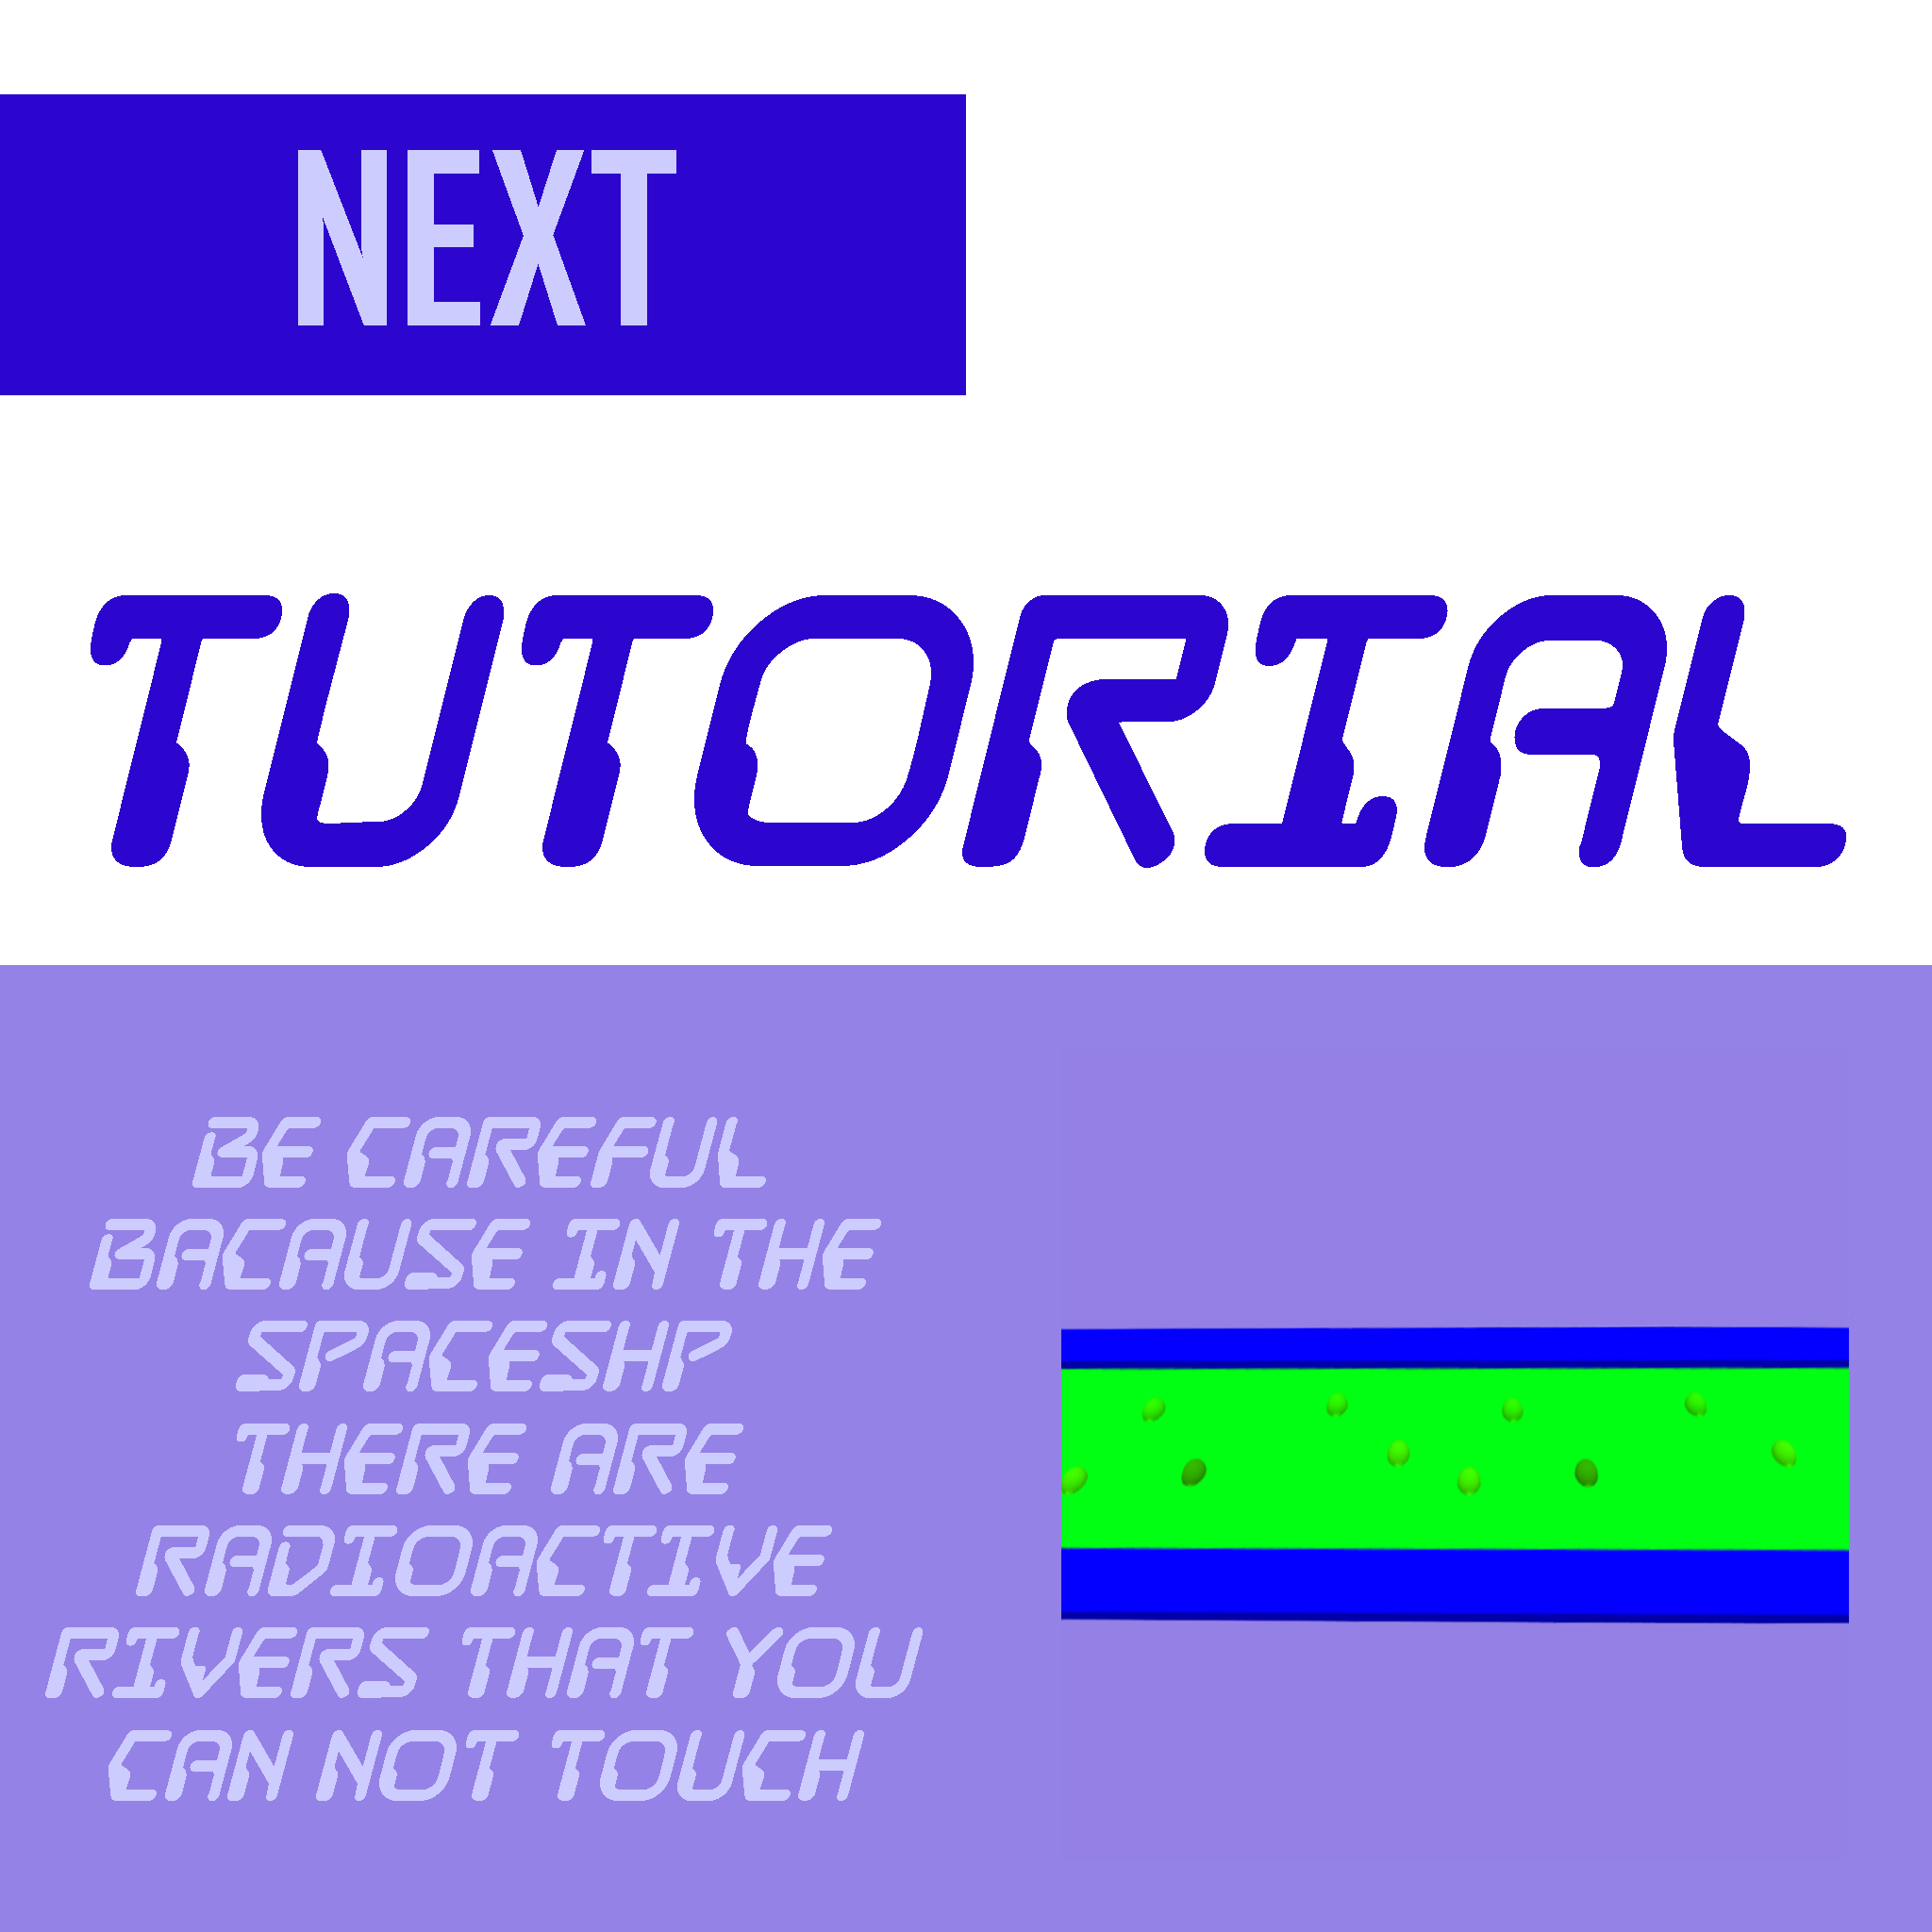 NEXT
TUTORIAL
BE CAREFUL
BACAUSE IN THE
SPACESHP
THERE ARE
RADIOACTIVE
RIVERS THAT YOU
CAN NOT TOUCH